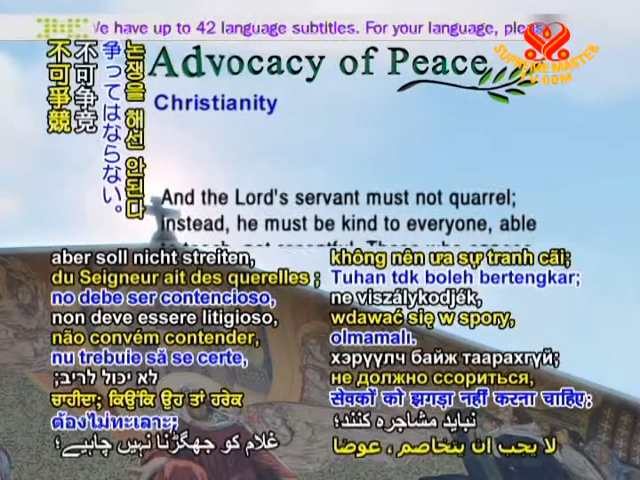 We have up to 42 language subtitles. For your language, plea
SUPREME MASTER
TV.COM
Advocacy of Peace
Christianity
논쟁을 해선 안된다
争ってはならない。
不可争竞
不可爭競
And the Lord's servant must not quarrel;
instead, he must be kind to everyone, able
aber soll nicht streiten,
du Seigneur ait des querelles ;
no debe ser contencioso,
non deve essere litigioso,
não convém contender,
nu trebuie să se certe,
לא יכול לריב;
ਚਾਹੀਦਾ; ਕਿਉਂਕਿ ਉਹ ਤਾਂ ਹਰੇਕ
ต้องไม่ทะเลาะ;
غلام کو جھگڑنا نہیں چاہیے؛
không nên ưa sự tranh cãi;
Tuhan tdk boleh bertengkar;
ne viszálykodjék,
wdawać się w spory,
olmamalı.
хэрүүлч байж таарахгүй;
не должно ссориться,
सेवकों को झगड़ा नहीं करना चाहिए;
نباید مشاجره کنند؛
لا يجب ان يتخاصم ، عوضا